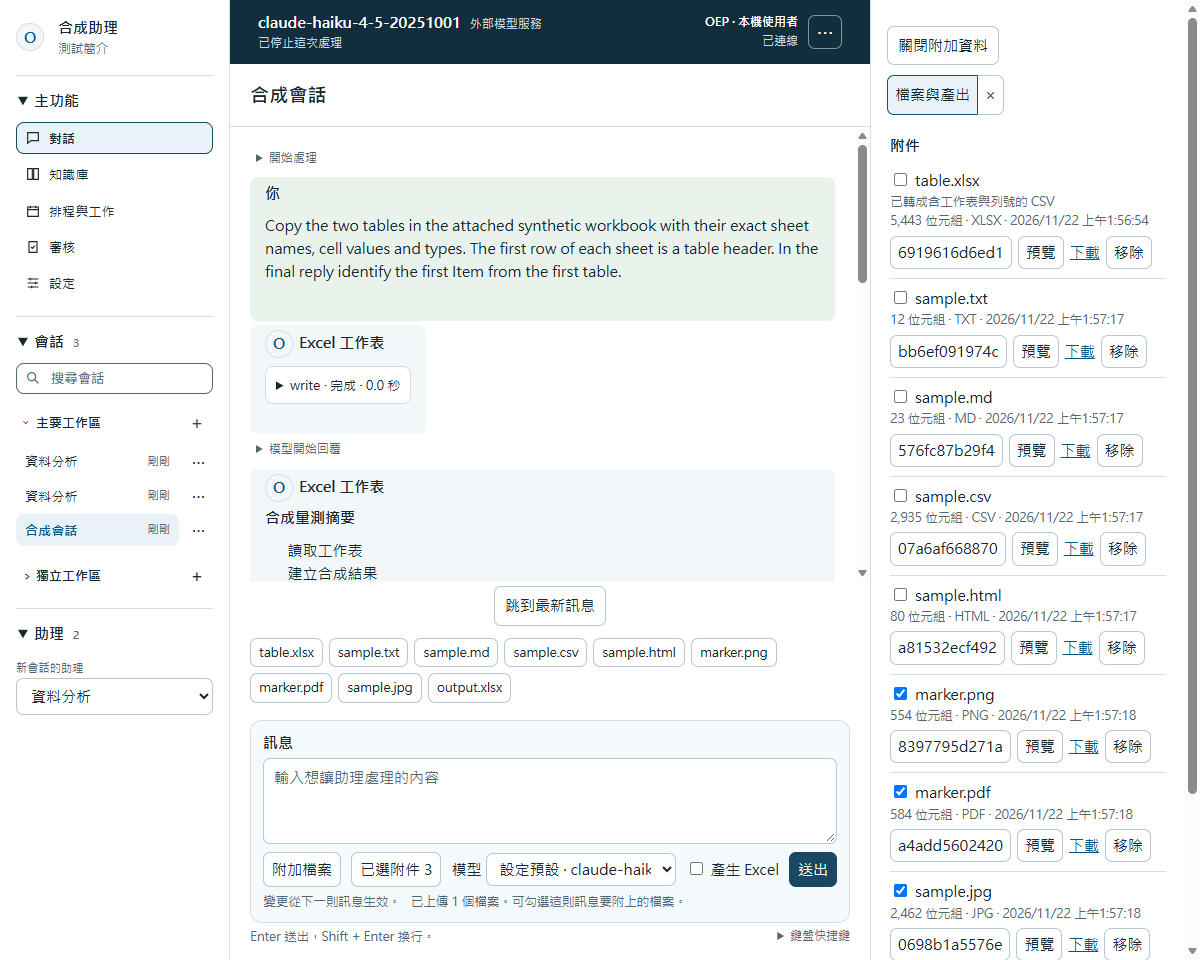 O
合成助理
測試簡介
▼ 主功能
對話
知識庫
排程與工作
審核
設定
▼ 會話 3
搜尋會話
主要工作區 +
資料分析 剛剛 ...
資料分析 剛剛 ...
合成會話 剛剛 ...
獨立工作區 +
▼ 助理 2
新會話的助理
資料分析
claude-haiku-4-5-20251001 外部模型服務
已停止這次處理
OEP · 本機使用者
已連線
...
合成會話
▶ 開始處理
你
Copy the two tables in the attached synthetic workbook with their exact sheet
names, cell values and types. The first row of each sheet is a table header. In the
final reply identify the first Item from the first table.
O Excel 工作表
▶ write · 完成 · 0.0 秒
▶ 模型開始回覆
O Excel 工作表
合成量測摘要
讀取工作表
建立合成結果
跳到最新訊息
table.xlsx sample.txt sample.md sample.csv sample.html marker.png
marker.pdf sample.jpg output.xlsx
訊息
輸入想讓助理處理的內容
附加檔案 已選附件 3 模型 設定預設 · claude-haik 產生 Excel 送出
變更從下一則訊息生效。 已上傳 1 個檔案。可勾選這則訊息要附上的檔案。
Enter 送出，Shift + Enter 換行。 ▶ 鍵盤快捷鍵
關閉附加資料
檔案與產出 ×
附件
table.xlsx
已轉成含工作表與列號的 CSV
5,443 位元組 · XLSX · 2026/11/22 上午1:56:54
6919616d6ed1 預覽 下載 移除
sample.txt
12 位元組 · TXT · 2026/11/22 上午1:57:17
bb6ef091974c 預覽 下載 移除
sample.md
23 位元組 · MD · 2026/11/22 上午1:57:17
576fc87b29f4 預覽 下載 移除
sample.csv
2,935 位元組 · CSV · 2026/11/22 上午1:57:17
07a6af668870 預覽 下載 移除
sample.html
80 位元組 · HTML · 2026/11/22 上午1:57:17
a81532ecf492 預覽 下載 移除
marker.png
554 位元組 · PNG · 2026/11/22 上午1:57:18
8397795d271a 預覽 下載 移除
marker.pdf
584 位元組 · PDF · 2026/11/22 上午1:57:18
a4add5602420 預覽 下載 移除
sample.jpg
2,462 位元組 · JPG · 2026/11/22 上午1:57:18
0698b1a5576e 預覽 下載 移除